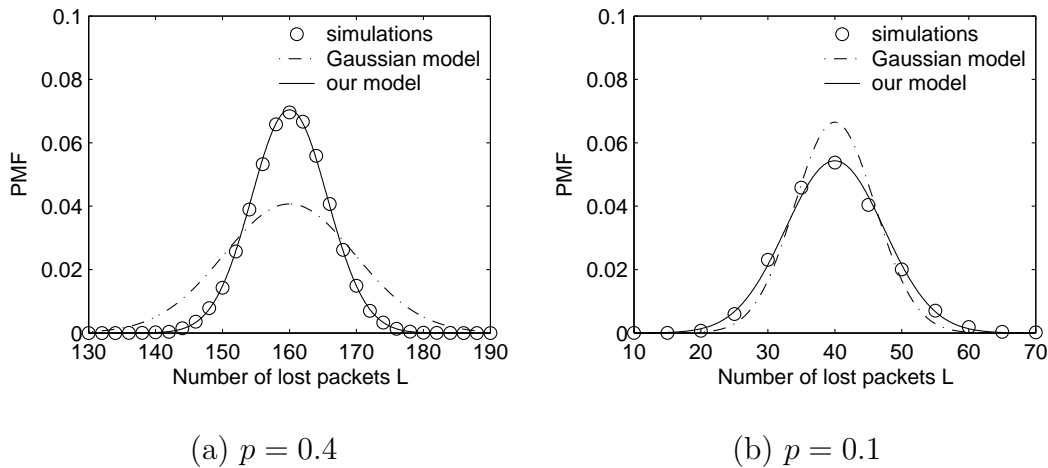 0.1
simulations
Gaussian model
our model
0.08
0.06
PMF
0.04
0.02
0
130 140 150 160 170 180 190
Number of lost packets L
(a) p = 0.4
0.1
simulations
Gaussian model
our model
0.08
0.06
PMF
0.04
0.02
0
10 20 30 40 50 60 70
Number of lost packets L
(b) p = 0.1